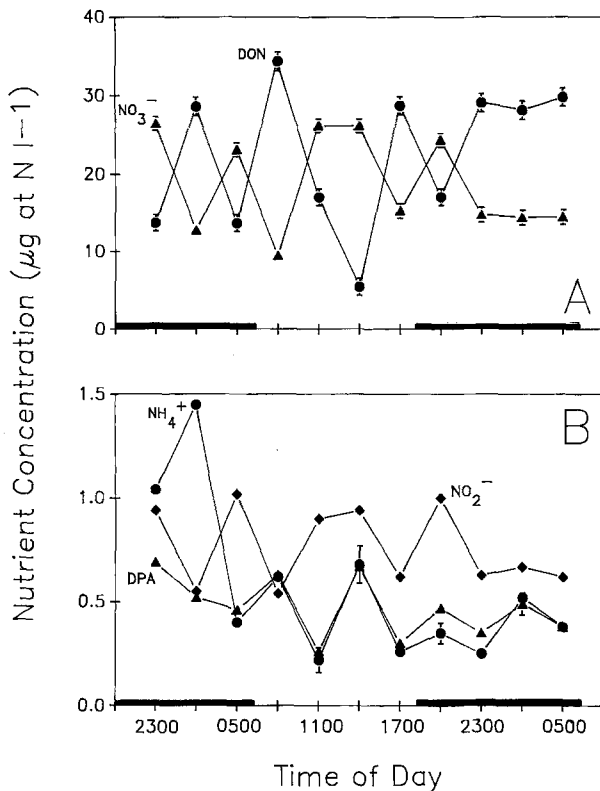 Nutrient Concentration (μg at N l−1)
40
30
20
10
0
NO3−
DON
A
1.5
1.0
0.5
0.0
NH4+
DPA
NO2−
B
2300 0500 1100 1700 2300 0500
Time of Day